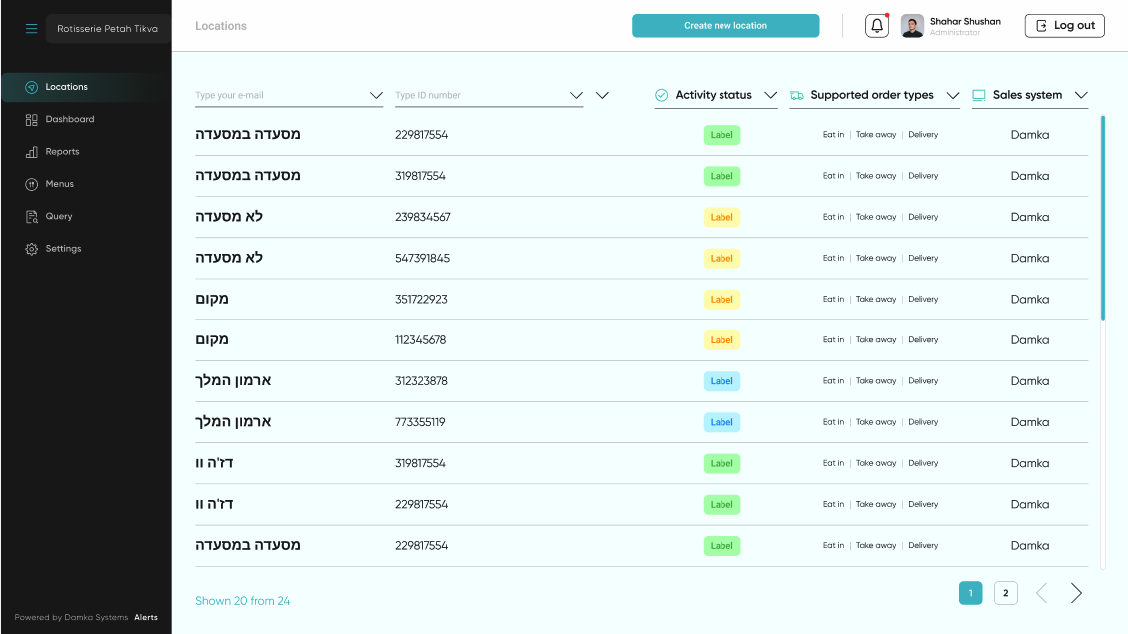 Rotisserie Petah Tikva
Locations
Dashboard
Reports
Menus
Query
Settings
Powered by Damka Systems Alerts
Locations
Create new location
Shahar Shushan
Administrator
Log out
Type your e-mail Type ID number Activity status Supported order types Sales system
מסעדה במסעדה 229817554 Label Eat in | Take away | Delivery Damka
מסעדה במסעדה 319817554 Label Eat in | Take away | Delivery Damka
לא מסעדה 239834567 Label Eat in | Take away | Delivery Damka
לא מסעדה 547391845 Label Eat in | Take away | Delivery Damka
מקום 351722923 Label Eat in | Take away | Delivery Damka
מקום 112345678 Label Eat in | Take away | Delivery Damka
ארמון המלך 312323878 Label Eat in | Take away | Delivery Damka
ארמון המלך 773355119 Label Eat in | Take away | Delivery Damka
דז'ה וו 319817554 Label Eat in | Take away | Delivery Damka
דז'ה וו 229817554 Label Eat in | Take away | Delivery Damka
מסעדה במסעדה 229817554 Label Eat in | Take away | Delivery Damka
Shown 20 from 24
1 2